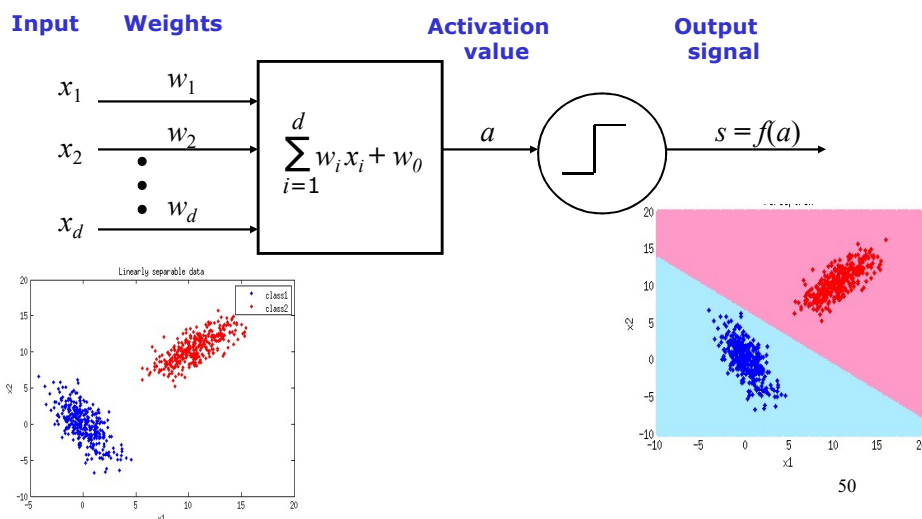 Input Weights Activation value Output signal
x1 w1
x2 w2
xd wd
d
∑ wi xi + w0
i=1
a
s = f(a)
Linearly separable data
class1
class2
20
15
10
5
0
-5
-10
-5 0 5 10 15 20
x2
x1
20
15
10
5
0
-5
-10
-10 -5 0 5 10 15 20
x2
x1
50